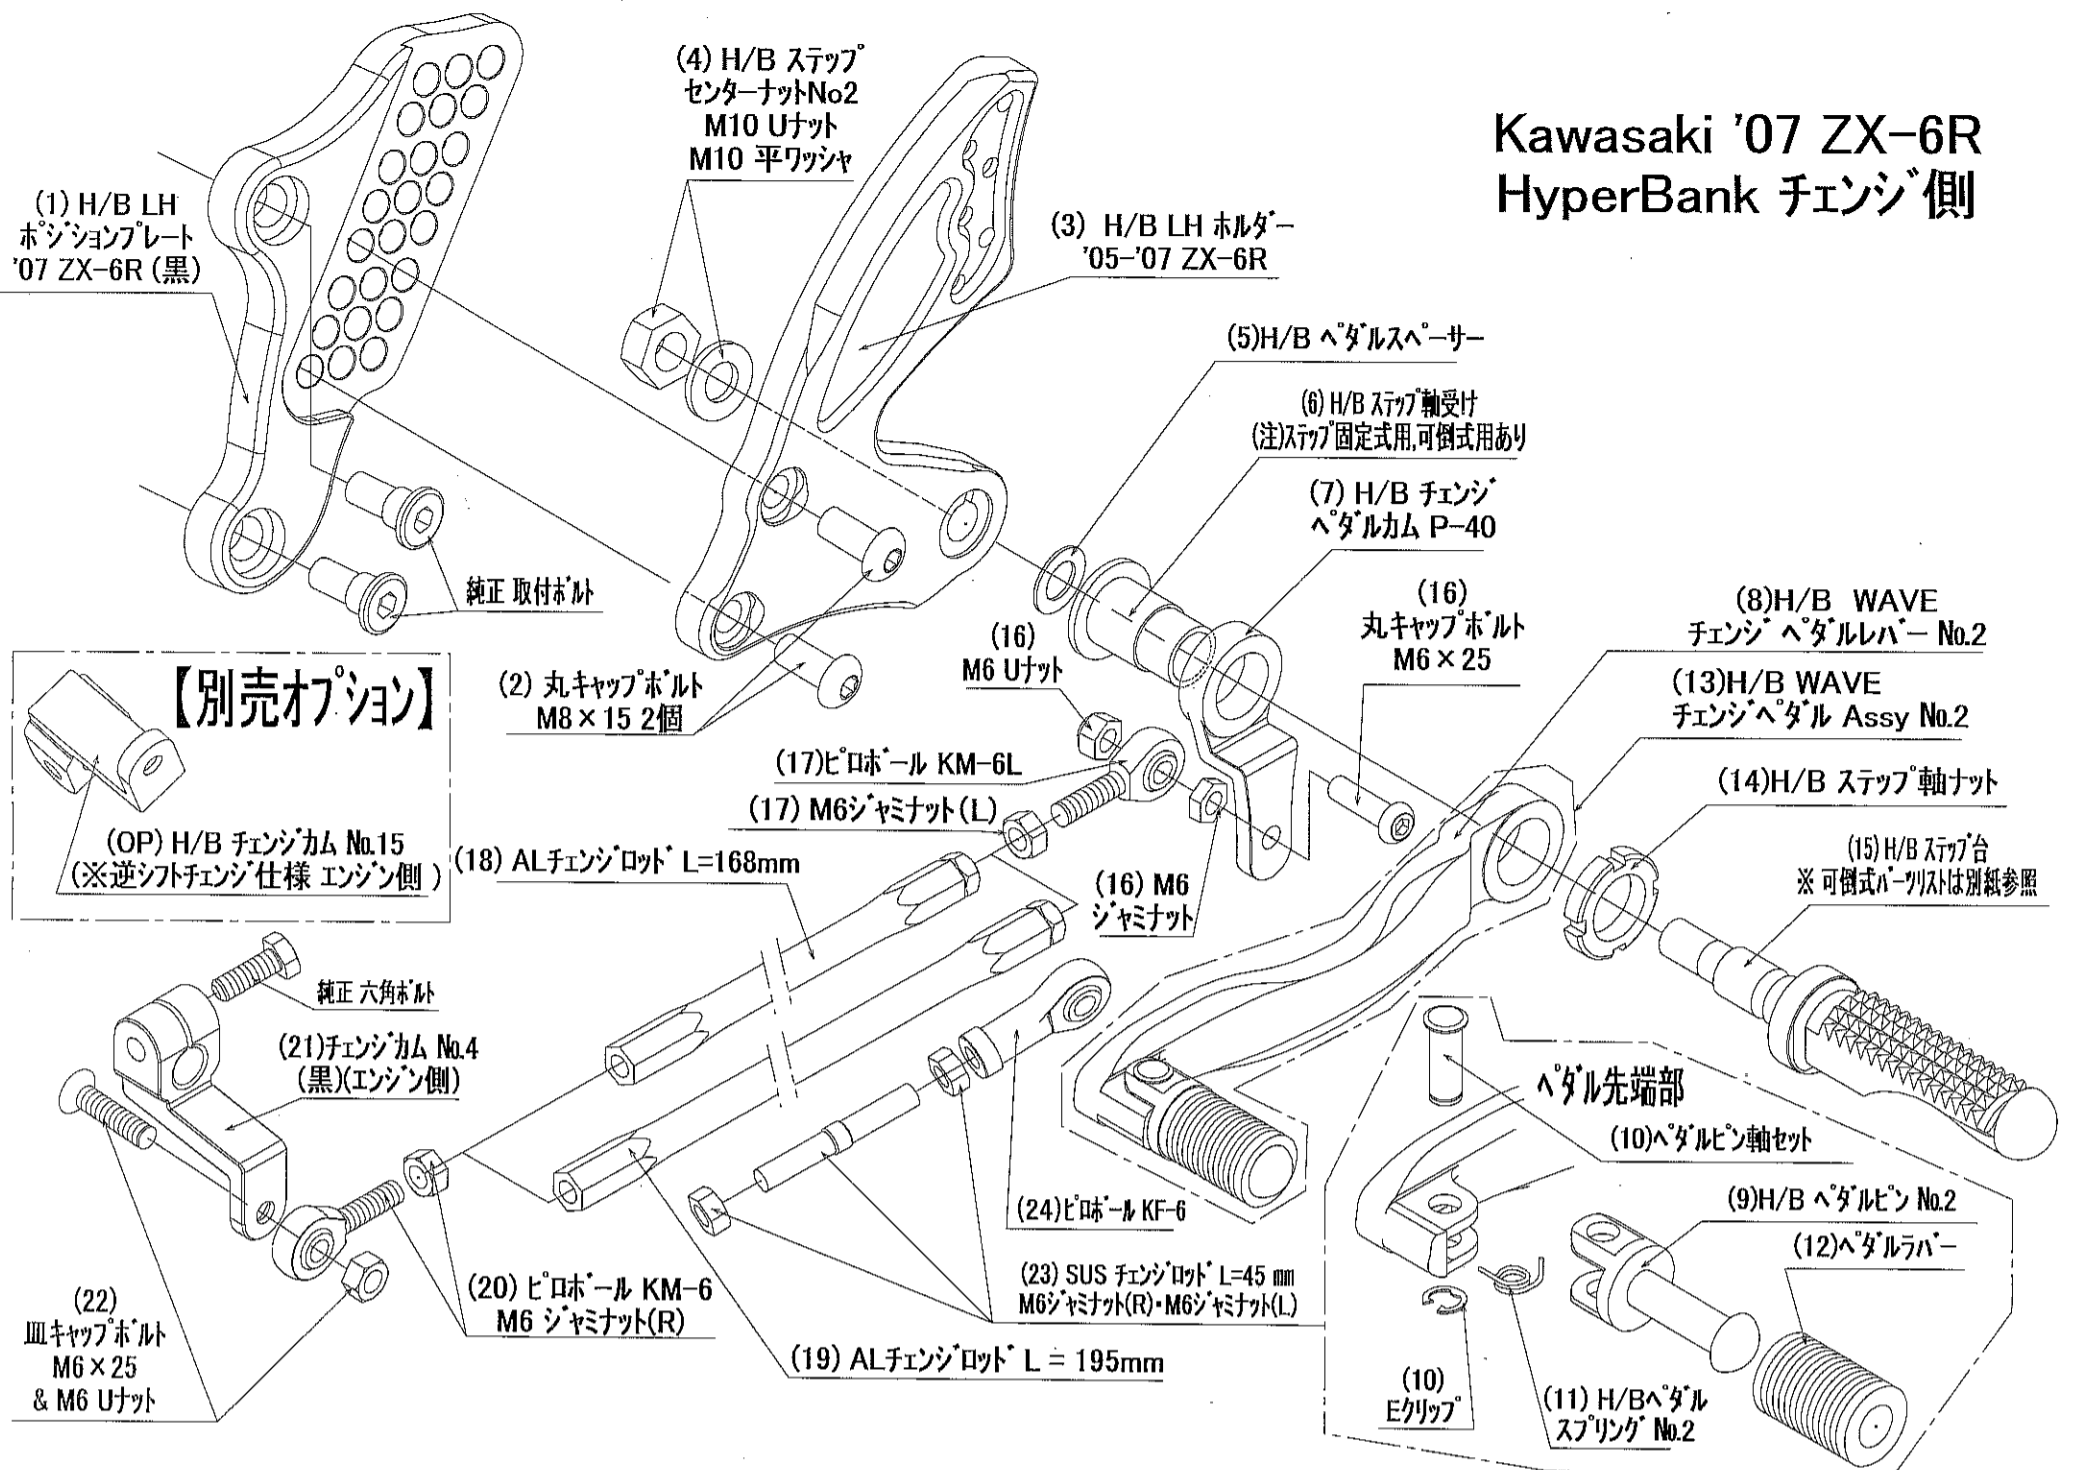 Kawasaki '07 ZX-6R
HyperBank チェンジ側
(1) H/B LH
ポジションプレート
'07 ZX-6R (黒)
(4) H/B ステップ
センターナットNo2
M10 Uナット
M10 平ワッシャ
(3) H/B LH ホルダー
'05-'07 ZX-6R
(5)H/B ペダルスペーサー
(6) H/B ステップ軸受け
(注)ステップ固定式用,可倒式用あり
(7) H/B チェンジ
ペダルカム P-40
純正 取付ボルト
(2) 丸キャップボルト
M8×15 2個
(16)
M6 Uナット
(16)
丸キャップボルト
M6×25
(8)H/B WAVE
チェンジペダルレバー No.2
(13)H/B WAVE
チェンジペダル Assy No.2
(14)H/B ステップ軸ナット
(15) H/B ステップ台
※ 可倒式パーツリストは別紙参照
【別売オプション】
(OP) H/B チェンジカム No.15
(※逆シフトチェンジ仕様 エンジン側 )
(17)ピロボール KM-6L
(17) M6ジャミナット(L)
(18) ALチェンジロッド L=168mm
(16) M6
ジャミナット
純正 六角ボルト
(21)チェンジカム No.4
(黒)(エンジン側)
(22)
皿キャップボルト
M6×25
& M6 Uナット
(20) ピロボール KM-6
M6 ジャミナット(R)
(19) ALチェンジロッド L = 195mm
(24)ピロボール KF-6
(23) SUS チェンジロッド L=45 mm
M6ジャミナット(R)・M6ジャミナット(L)
ペダル先端部
(10)ペダルピン軸セット
(9)H/B ペダルピン No.2
(12)ペダルラバー
(10)
Eクリップ
(11) H/Bペダル
スプリング No.2